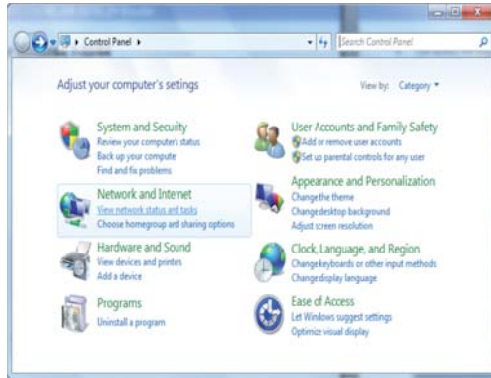 Control Panel
Search Control Panel
Adjust your computer's settings
View by: Category
System and Security
Review your computer's status
Back up your compute
Find and fix problems
Network and Internet
View network status and tasks
Choose homegroup and sharing options
Hardware and Sound
View devices and printers
Add a device
Programs
Uninstall a program
User Accounts and Family Safety
Add or remove user accounts
Set up parental controls for any user
Appearance and Personalization
Changethe theme
Changedesktop background
Adjust screen resolution
Clock, Language, and Region
Changekeyboards or other input methods
Changedisplay language
Ease of Access
Let Windows suggest settings
Optimize visual display